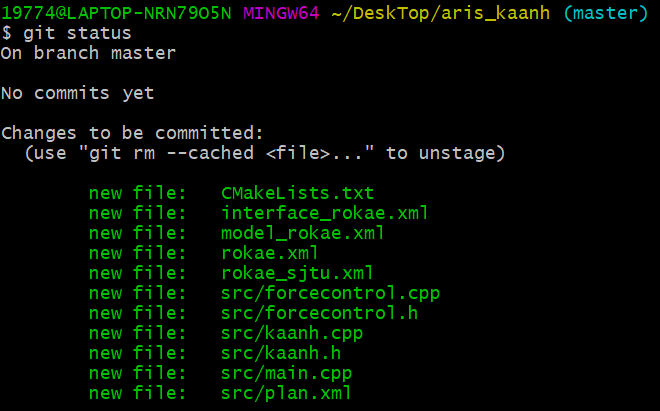 19774@LAPTOP-NRN79O5N MINGW64 ~/DeskTop/aris_kaanh (master)
$ git status
On branch master
No commits yet
Changes to be committed:
(use "git rm --cached <file>..." to unstage)
new file: CMakeLists.txt
new file: interface_rokae.xml
new file: model_rokae.xml
new file: rokae.xml
new file: rokae_sjtu.xml
new file: src/forcecontrol.cpp
new file: src/forcecontrol.h
new file: src/kaanh.cpp
new file: src/kaanh.h
new file: src/main.cpp
new file: src/plan.xml